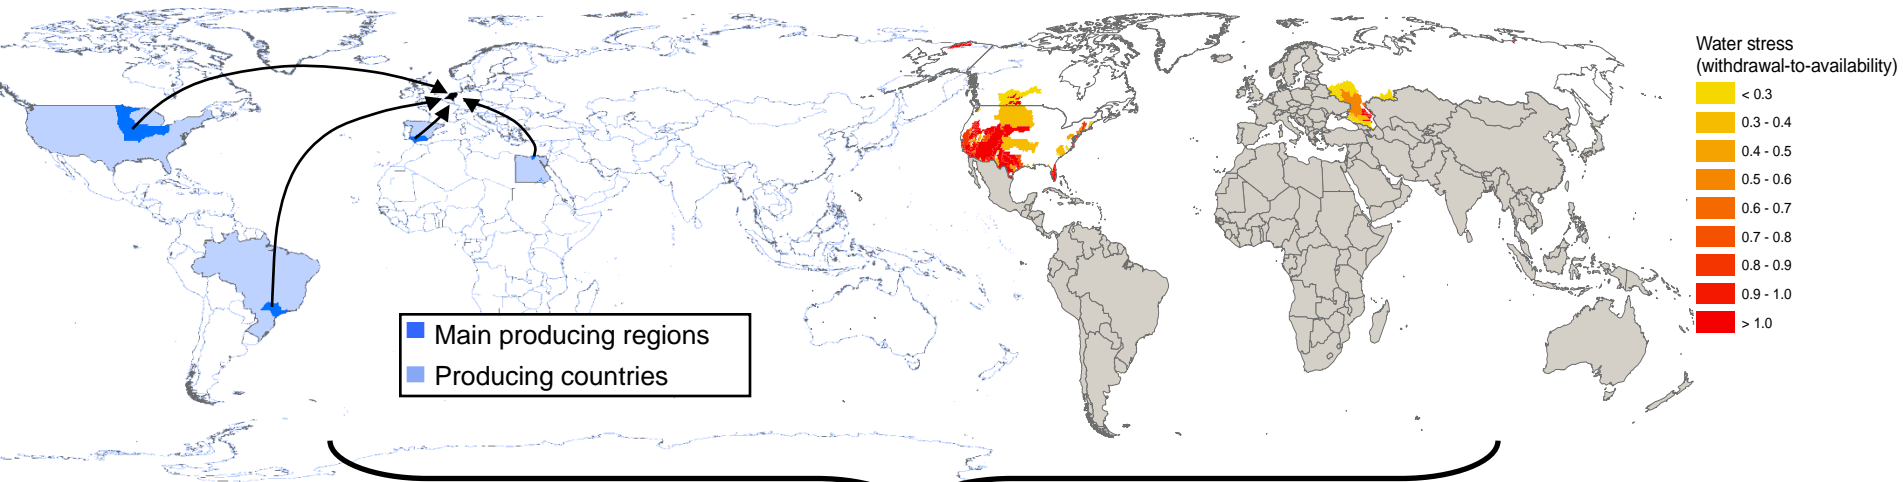 Water stress
(withdrawal-to-availability)
< 0.3
0.3 - 0.4
0.4 - 0.5
0.5 - 0.6
0.6 - 0.7
0.7 - 0.8
0.8 - 0.9
0.9 - 1.0
> 1.0
Main producing regions
Producing countries